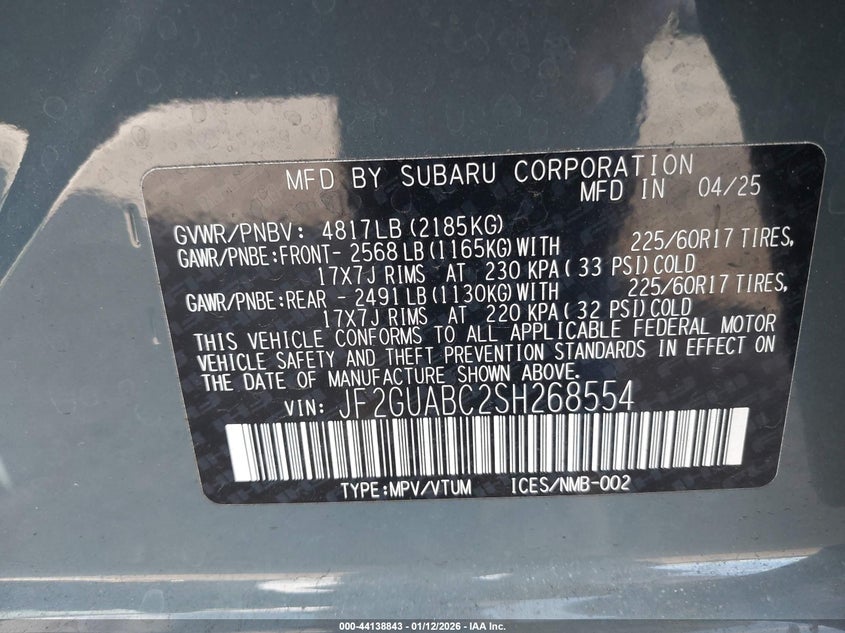 MFD BY SUBARU CORPORATION
MFD IN 04/25
GVWR/PNBV: 4817LB (2185KG)
GAWR/PNBE:FRONT- 2568 LB (1165KG) WITH 225/60R17 TIRES,
17X7J RIMS AT 230 KPA ( 33 PSI) COLD
GAWR/PNBE:REAR - 2491 LB (1130KG) WITH 225/60R17 TIRES,
17X7J RIMS AT 220 KPA ( 32 PSI) COLD
THIS VEHICLE CONFORMS TO ALL APPLICABLE FEDERAL MOTOR
VEHICLE SAFETY AND THEFT PREVENTION STANDARDS IN EFFECT ON
THE DATE OF MANUFACTURE SHOWN ABOVE.
VIN: JF2GUABC2SH268554
TYPE:MPV/VTUM ICES/NMB-002
000-44138843 - 01/12/2026 - IAA Inc.